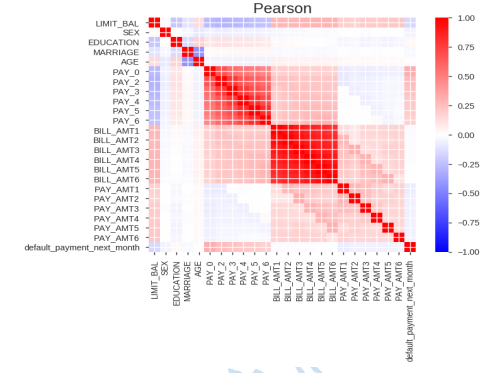 Pearson
LIMIT_BAL
SEX
EDUCATION
MARRIAGE
AGE
PAY_0
PAY_2
PAY_3
PAY_4
PAY_5
PAY_6
BILL_AMT1
BILL_AMT2
BILL_AMT3
BILL_AMT4
BILL_AMT5
BILL_AMT6
PAY_AMT1
PAY_AMT2
PAY_AMT3
PAY_AMT4
PAY_AMT5
PAY_AMT6
default_payment_next_month
LIMIT_BAL
SEX
EDUCATION
MARRIAGE
AGE
PAY_0
PAY_2
PAY_3
PAY_4
PAY_5
PAY_6
BILL_AMT1
BILL_AMT2
BILL_AMT3
BILL_AMT4
BILL_AMT5
BILL_AMT6
PAY_AMT1
PAY_AMT2
PAY_AMT3
PAY_AMT4
PAY_AMT5
PAY_AMT6
default_payment_next_month
1.00
0.75
0.50
0.25
0.00
−0.25
−0.50
−0.75
−1.00